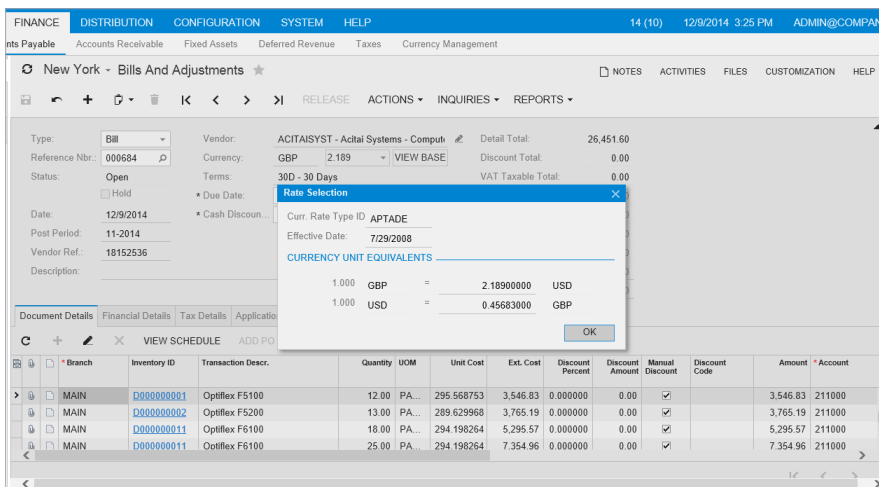 FINANCE DISTRIBUTION CONFIGURATION SYSTEM HELP 14 (10) 12/9/2014 3:25 PM ADMIN@COMPAN
nts Payable Accounts Receivable Fixed Assets Deferred Revenue Taxes Currency Management
New York - Bills And Adjustments NOTES ACTIVITIES FILES CUSTOMIZATION HELP
RELEASE ACTIONS INQUIRIES REPORTS
Type: Bill Vendor: ACITAISYST - Acitai Systems - Compute Detail Total: 26,451.60
Reference Nbr.: 000684 Currency: GBP 2.189 VIEW BASE Discount Total: 0.00
Status: Open Terms: 30D - 30 Days VAT Taxable Total: 0.00
Hold * Due Date:
Date: 12/9/2014 * Cash Discoun...
Post Period: 11-2014
Vendor Ref.: 18152536
Description:
Rate Selection
Curr. Rate Type ID APTADE
Effective Date: 7/29/2008
CURRENCY UNIT EQUIVALENTS
1.000 GBP = 2.18900000 USD
1.000 USD = 0.45683000 GBP
OK
Document Details Financial Details Tax Details Applicatio
VIEW SCHEDULE ADD PO
* Branch Inventory ID Transaction Descr. Quantity UOM Unit Cost Ext. Cost Discount Percent Discount Amount Manual Discount Discount Code Amount * Account
MAIN D000000001 Optiflex F5100 12.00 PA... 295.568753 3,546.83 0.000000 0.00 3,546.83 211000
MAIN D000000002 Optiflex F5200 13.00 PA... 289.629968 3,765.19 0.000000 0.00 3,765.19 211000
MAIN D000000011 Optiflex F6100 18.00 PA... 294.198264 5,295.57 0.000000 0.00 5,295.57 211000
MAIN D000000011 Optiflex F6100 25.00 PA... 294.198264 7.354.96 0.000000 0.00 7.354.96 211000